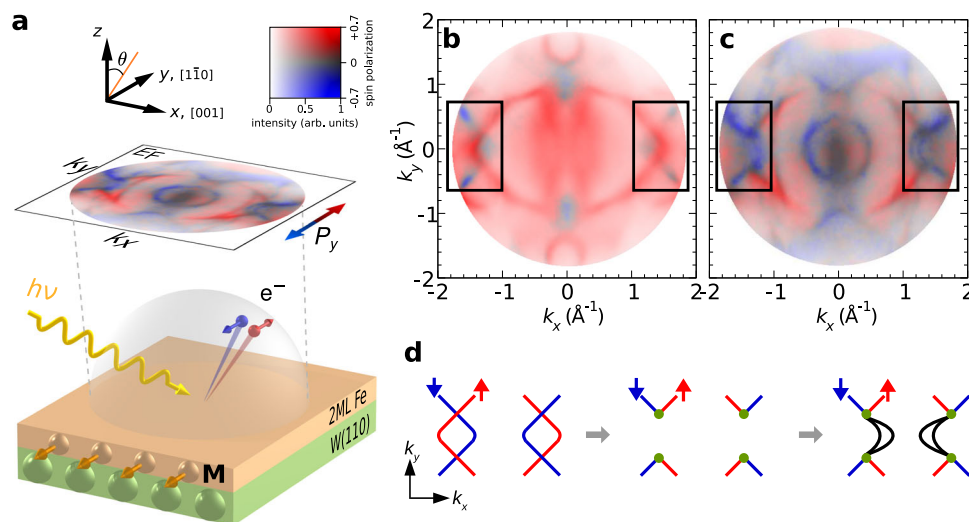 a
z
θ
y, [11̄0]
x, [001]
+0.7
0
-0.7
spin polarization
0
0.5
1
intensity (arb. units)
EF
ky
kx
Py
hν
e−
2ML Fe
W(110)
M
b
c
2
1
0
-1
-2
ky (Å-1)
-2
-1
0
1
2
-1
0
1
2
kx (Å-1)
kx (Å-1)
d
ky
kx